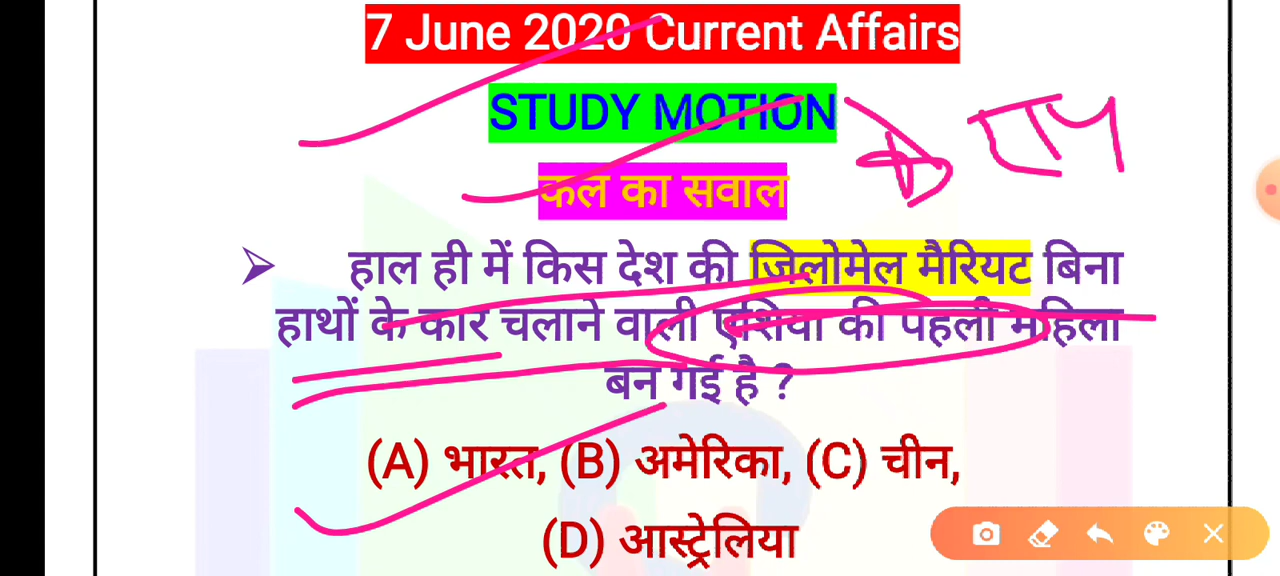 7 June 2020 Current Affairs
STUDY MOTION
कल का सवाल
हाल ही में किस देश की जिलोमेल मैरियट बिना
हाथों के कार चलाने वाली एशिया की पहली महिला
बन गई है ?
(A) भारत, (B) अमेरिका, (C) चीन,
(D) आस्ट्रेलिया